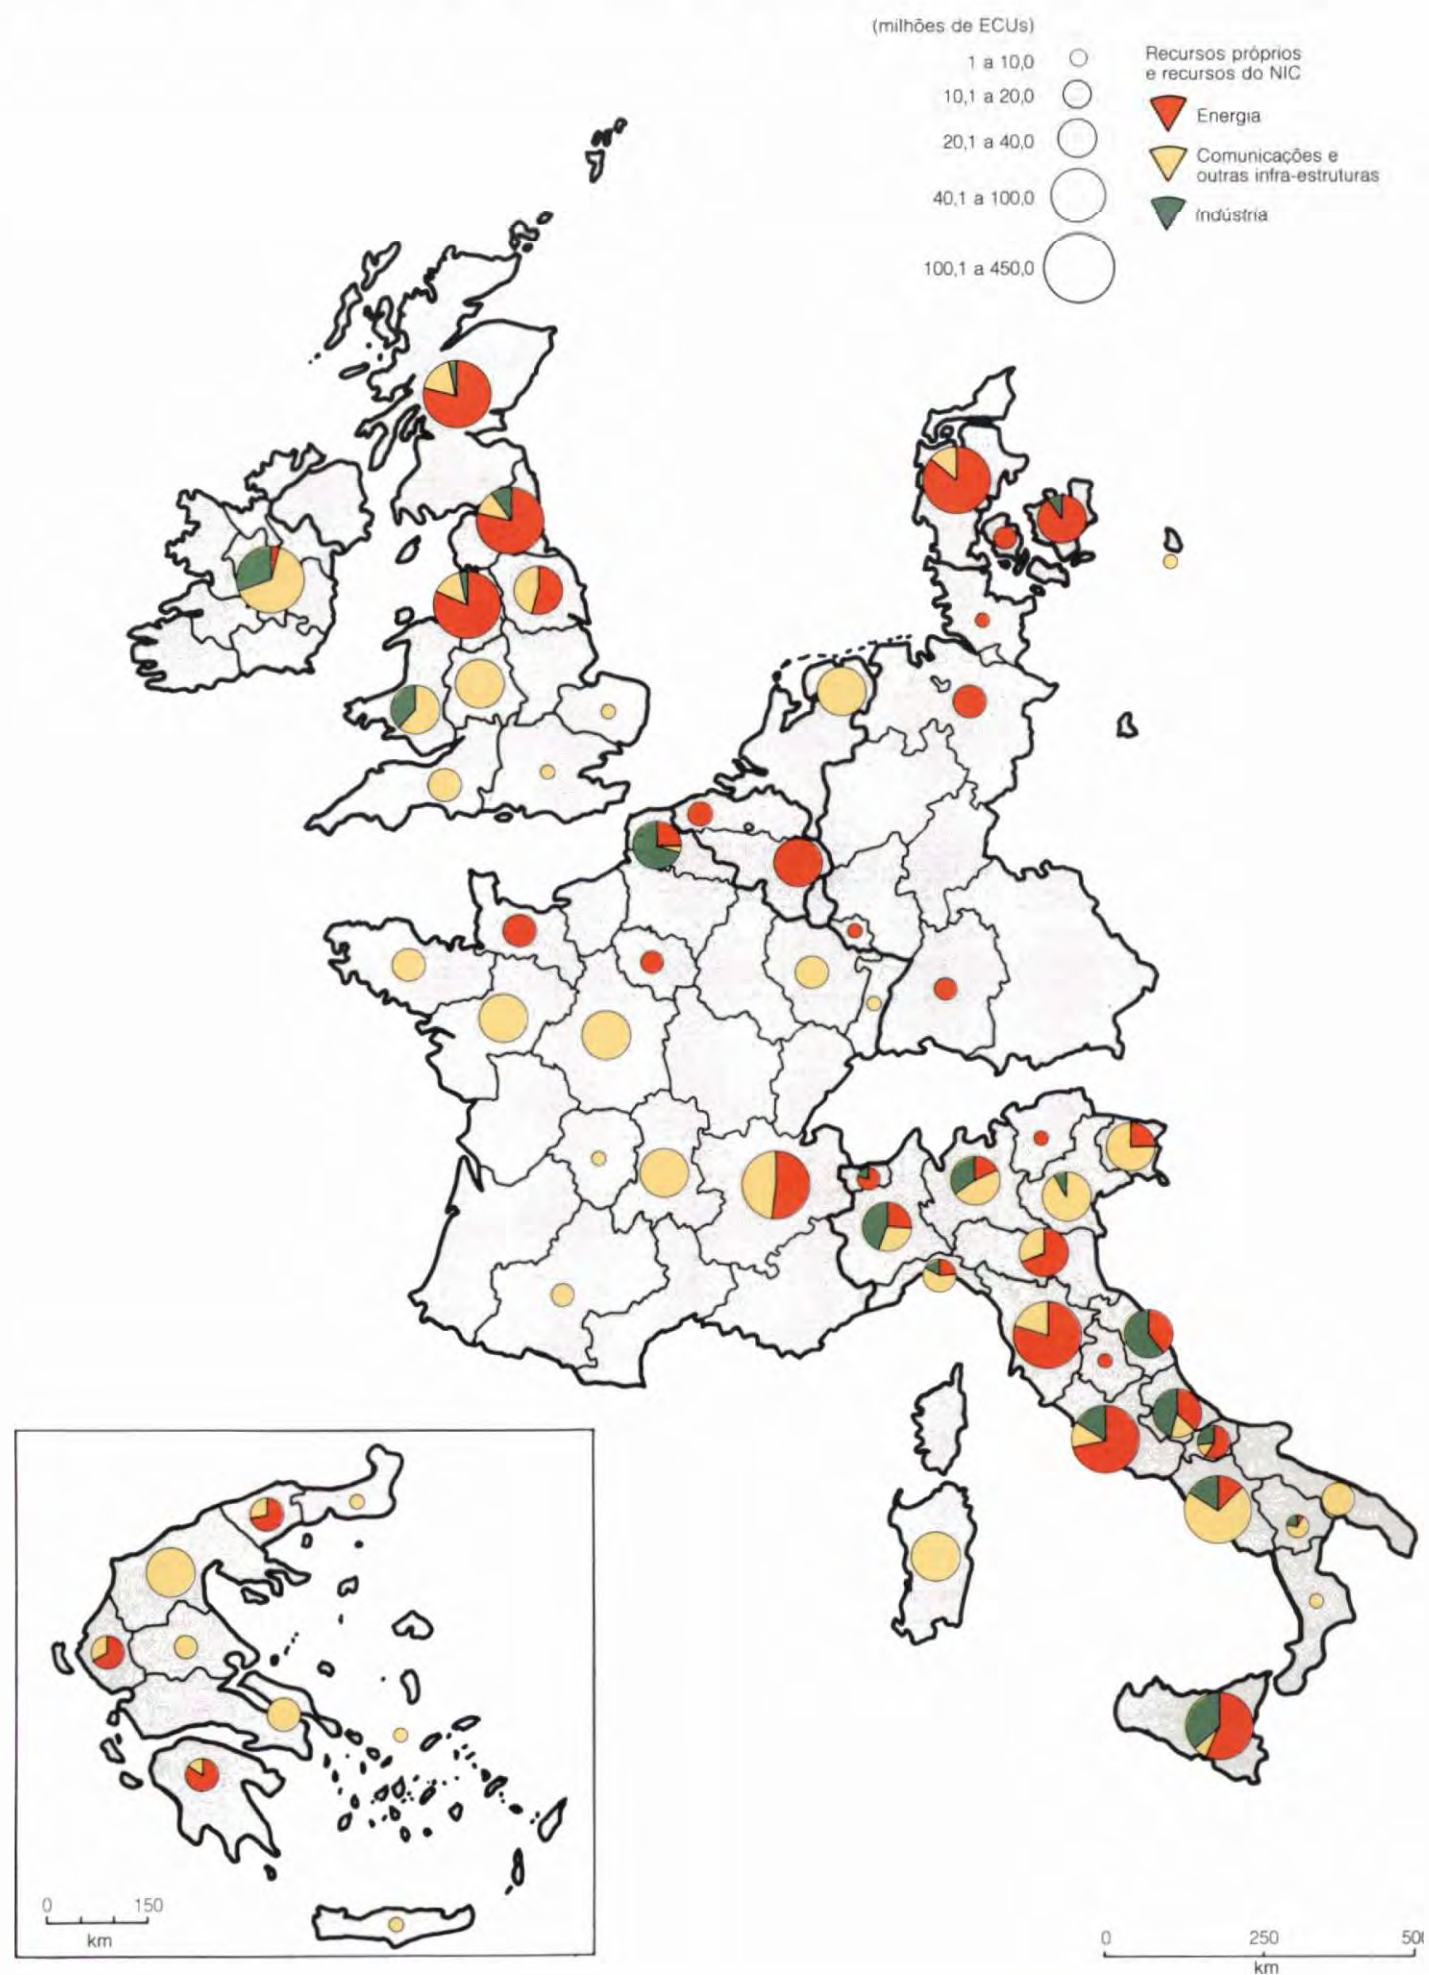 (milhões de ECUs)
1 a 10,0
10,1 a 20,0
20,1 a 40,0
40,1 a 100,0
100,1 a 450,0
Recursos próprios
e recursos do NIC
Energia
Comunicações e
outras infra-estruturas
Indústria
0 150
km
0 250 50
km